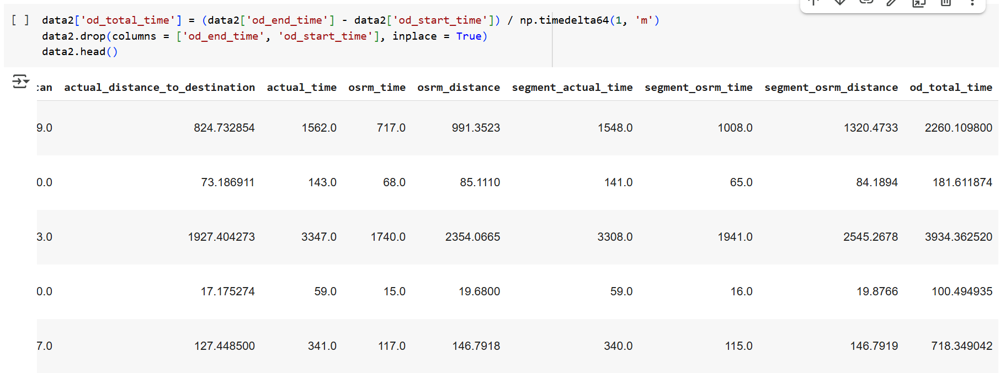 [ ] data2['od_total_time'] = (data2['od_end_time'] - data2['od_start_time']) / np.timedelta64(1, 'm')
data2.drop(columns = ['od_end_time', 'od_start_time'], inplace = True)
data2.head()
can actual_distance_to_destination actual_time osrm_time osrm_distance segment_actual_time segment_osrm_time segment_osrm_distance od_total_time
9.0 824.732854 1562.0 717.0 991.3523 1548.0 1008.0 1320.4733 2260.109800
0.0 73.186911 143.0 68.0 85.1110 141.0 65.0 84.1894 181.611874
3.0 1927.404273 3347.0 1740.0 2354.0665 3308.0 1941.0 2545.2678 3934.362520
0.0 17.175274 59.0 15.0 19.6800 59.0 16.0 19.8766 100.494935
7.0 127.448500 341.0 117.0 146.7918 340.0 115.0 146.7919 718.349042